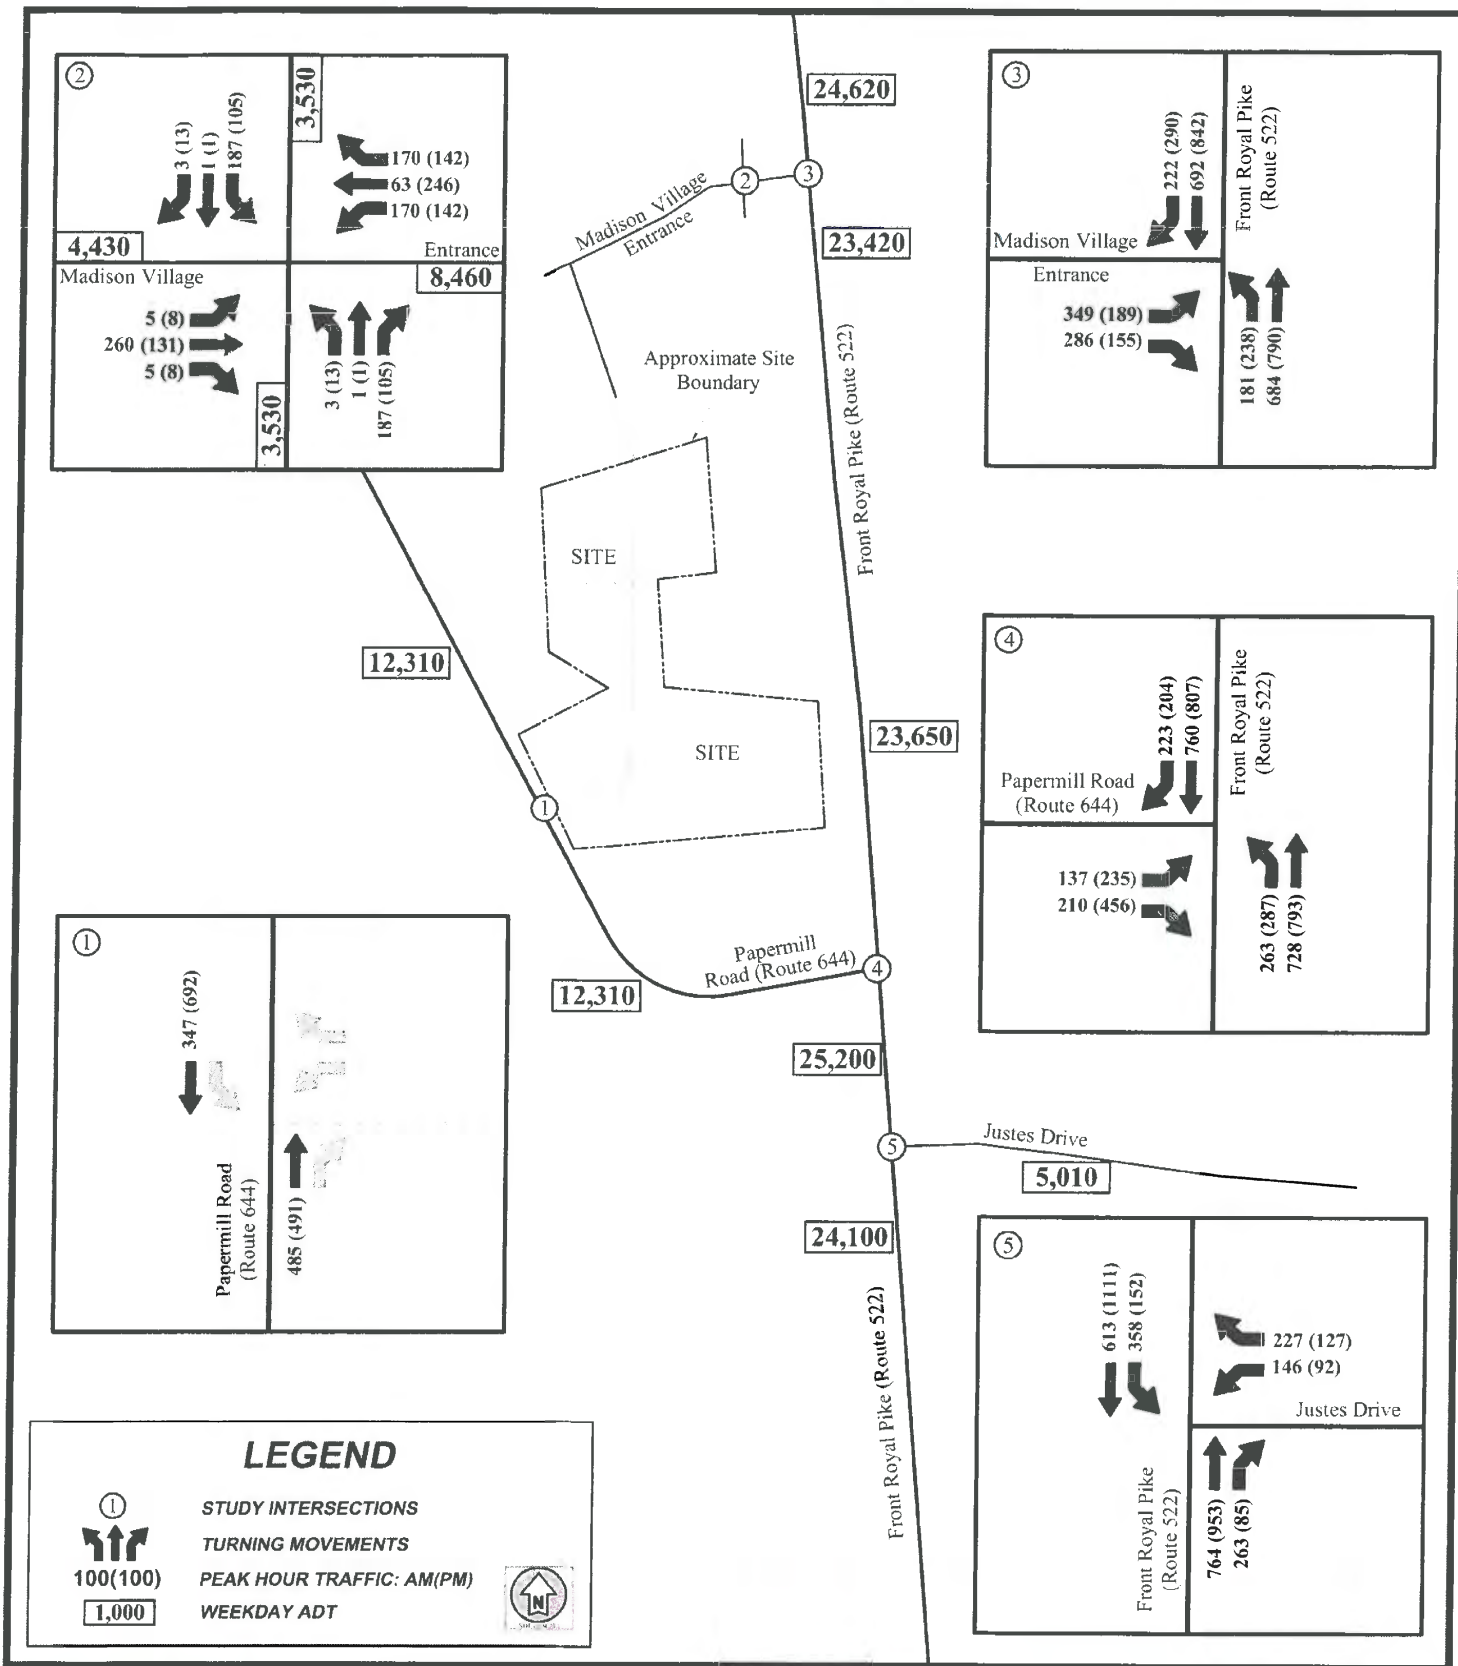 2
3 (13)
1 (1)
187 (105)
3,530
170 (142)
63 (246)
170 (142)
4,430
Entrance
Madison Village
8,460
5 (8)
260 (131)
5 (8)
3,530
3 (13)
1 (1)
187 (105)
24,620
2
3
Madison Village
Entrance
23,420
Approximate Site
Boundary
Front Royal Pike (Route 522)
SITE
12,310
SITE
23,650
1
Papermill
Road (Route 644)
4
12,310
25,200
5
Justes Drive
5,010
24,100
Front Royal Pike (Route 522)
3
222 (290)
692 (842)
Front Royal Pike
(Route 522)
Madison Village
Entrance
349 (189)
286 (155)
181 (238)
684 (790)
4
223 (204)
760 (807)
Front Royal Pike
(Route 522)
Papermill Road
(Route 644)
137 (235)
210 (456)
263 (287)
728 (793)
1
347 (692)
Papermill Road
(Route 644)
485 (491)
5
613 (1111)
358 (152)
227 (127)
146 (92)
Justes Drive
Front Royal Pike
(Route 522)
764 (953)
263 (85)
LEGEND
1 STUDY INTERSECTIONS
TURNING MOVEMENTS
100(100) PEAK HOUR TRAFFIC: AM(PM)
1,000 WEEKDAY ADT
N